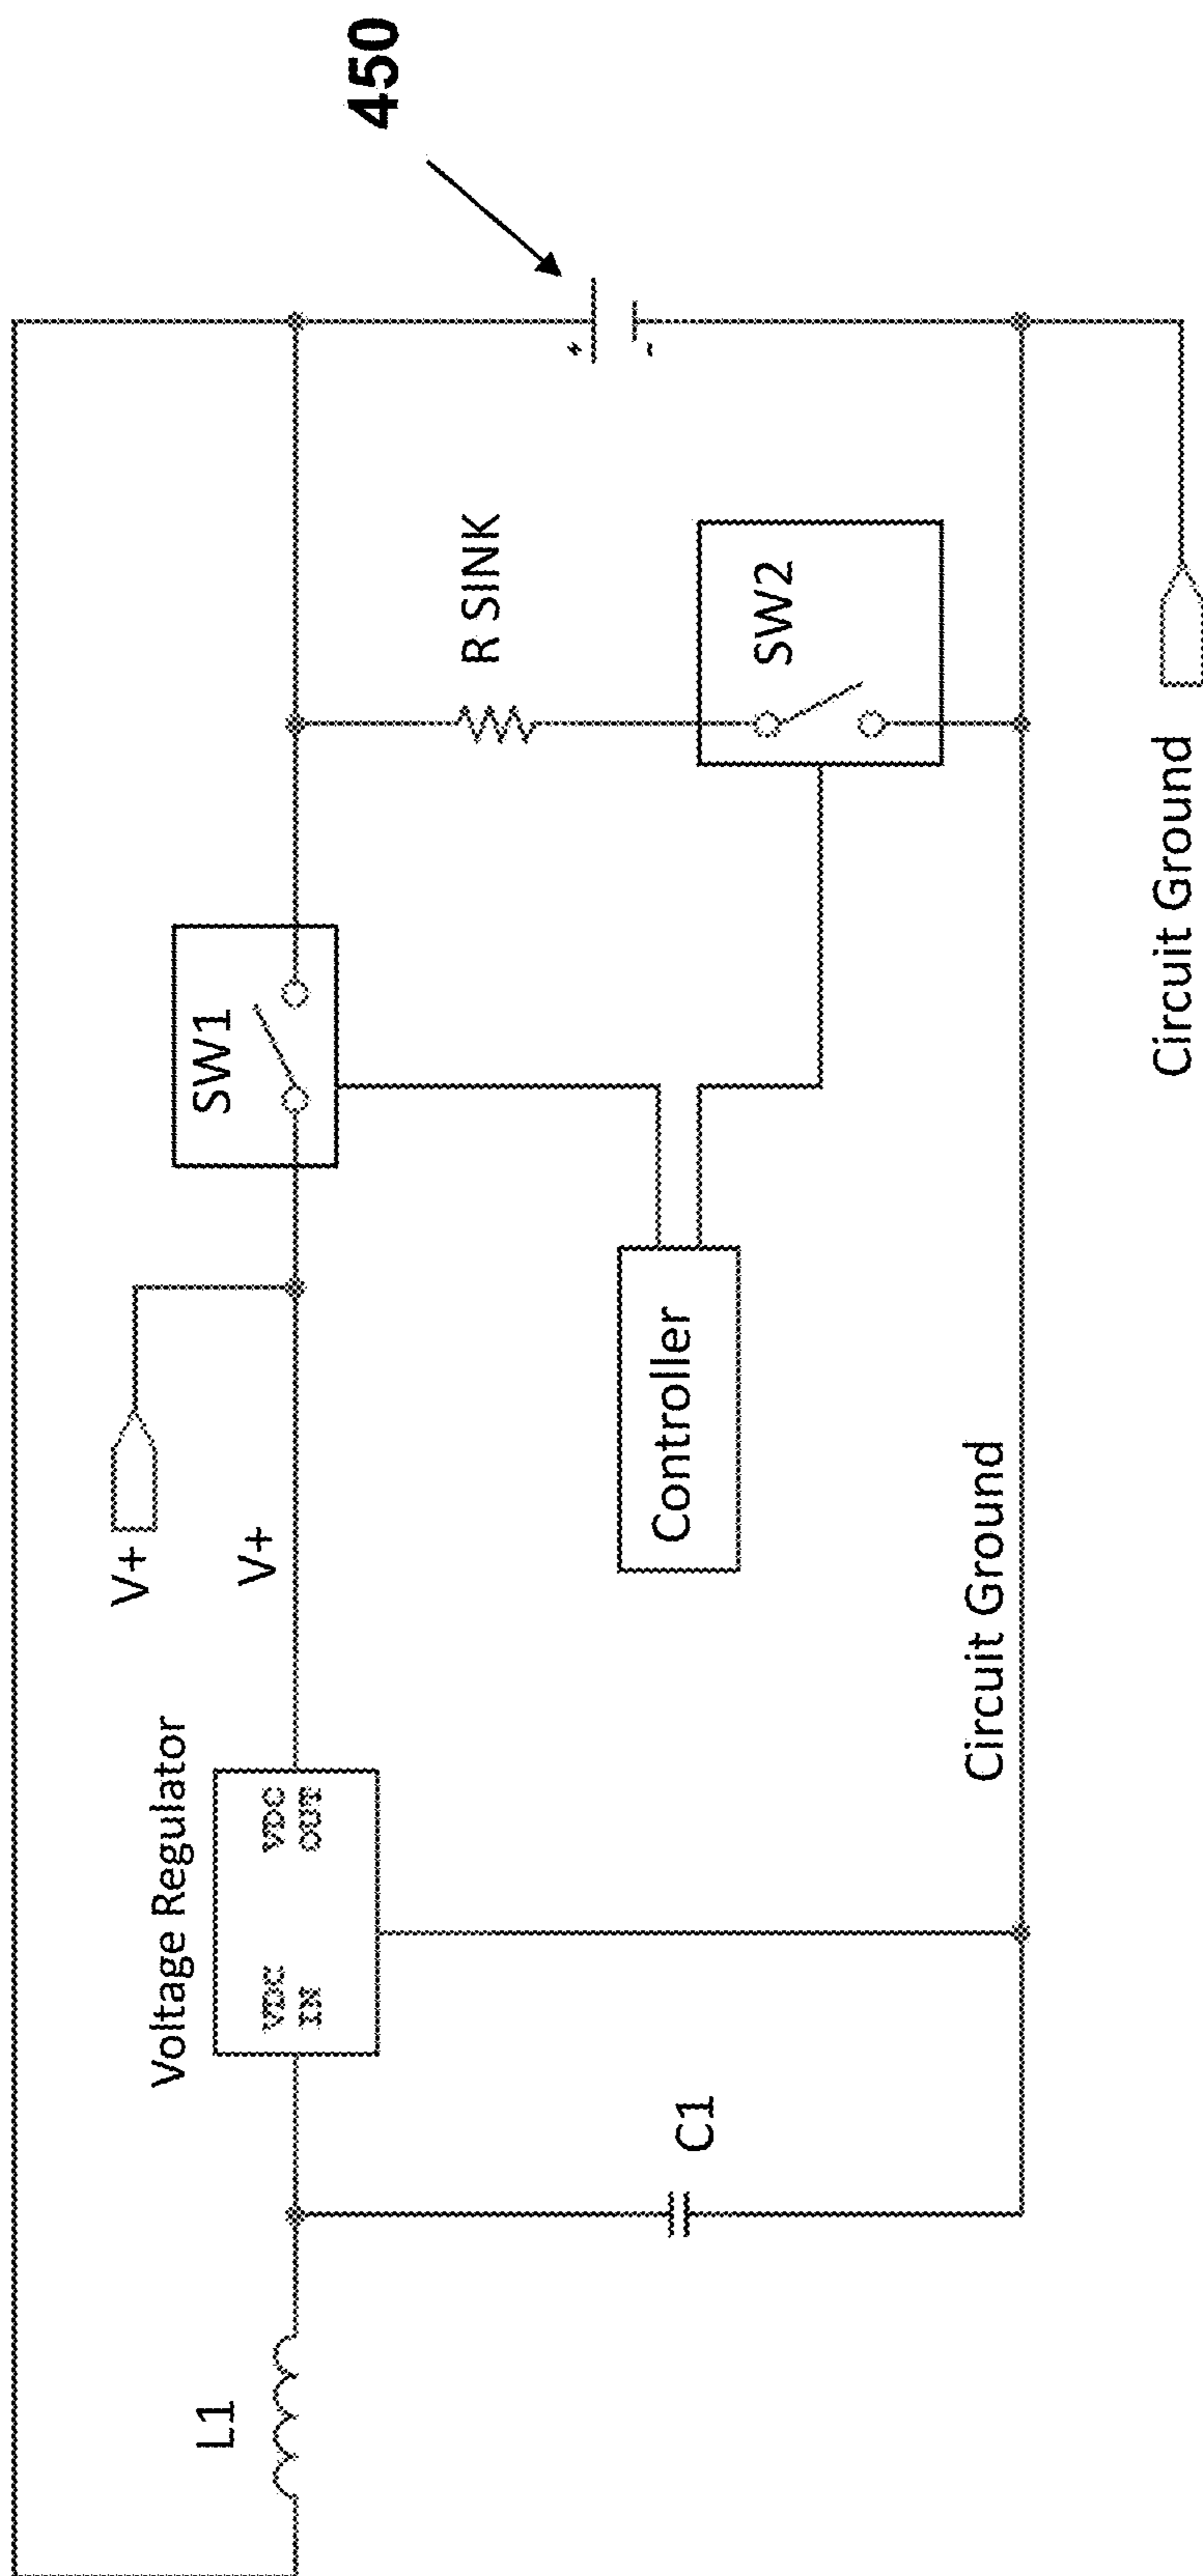 450
R SINK
SW2
SW1
Circuit Ground
V+
V+
Controller
Circuit Ground
Voltage Regulator
VDC
OUT
VDC
IN
C1
L1
+
-